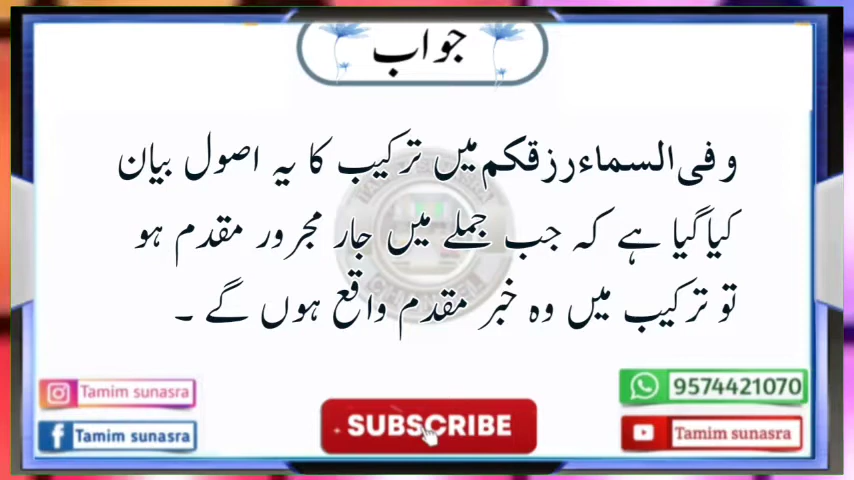 جواب
و فی السماء رزقکم میں ترکیب کا یہ اصول بیان
کیا گیا ہے کہ جب جملے میں جار مجرور مقدم ہو
تو ترکیب میں وہ خبر مقدم واقع ہوں گے ۔
Tamim sunasra
9574421070
Tamim sunasra
SUBSCRIBE
Tamim sunasra